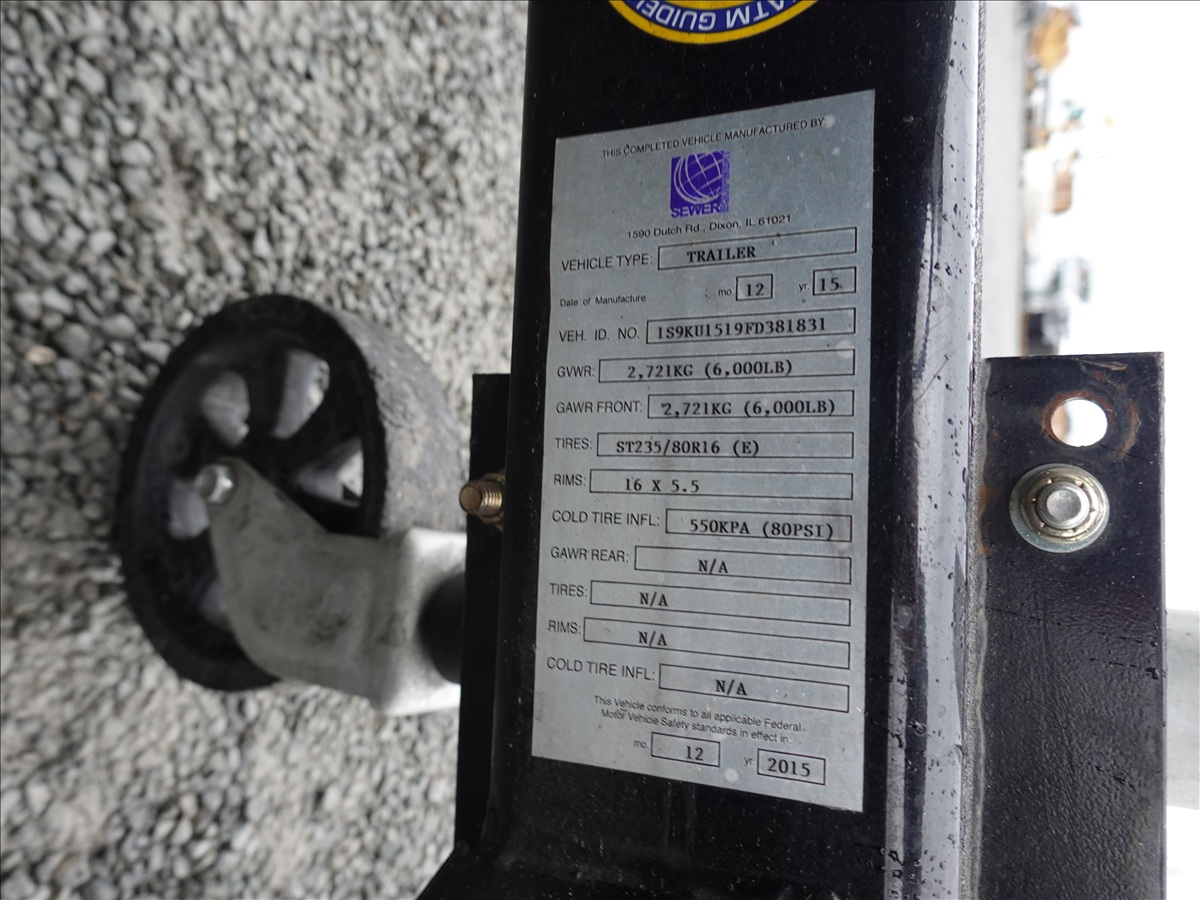 ATM GUIDEL
THIS COMPLETED VEHICLE MANUFACTURED BY:
SEWER
1590 Dutch Rd., Dixon, IL 61021
VEHICLE TYPE: TRAILER
Date of Manufacture mo. 12 yr. 15
VEH. ID. NO. 1S9KU1519FD381831
GVWR: 2,721KG (6,000LB)
GAWR FRONT: 2,721KG (6,000LB)
TIRES: ST235/80R16 (E)
RIMS: 16 X 5.5
COLD TIRE INFL: 550KPA (80PSI)
GAWR REAR: N/A
TIRES: N/A
RIMS: N/A
COLD TIRE INFL: N/A
This Vehicle conforms to all applicable Federal
Motor Vehicle Safety standards in effect in:
mo. 12 yr. 2015